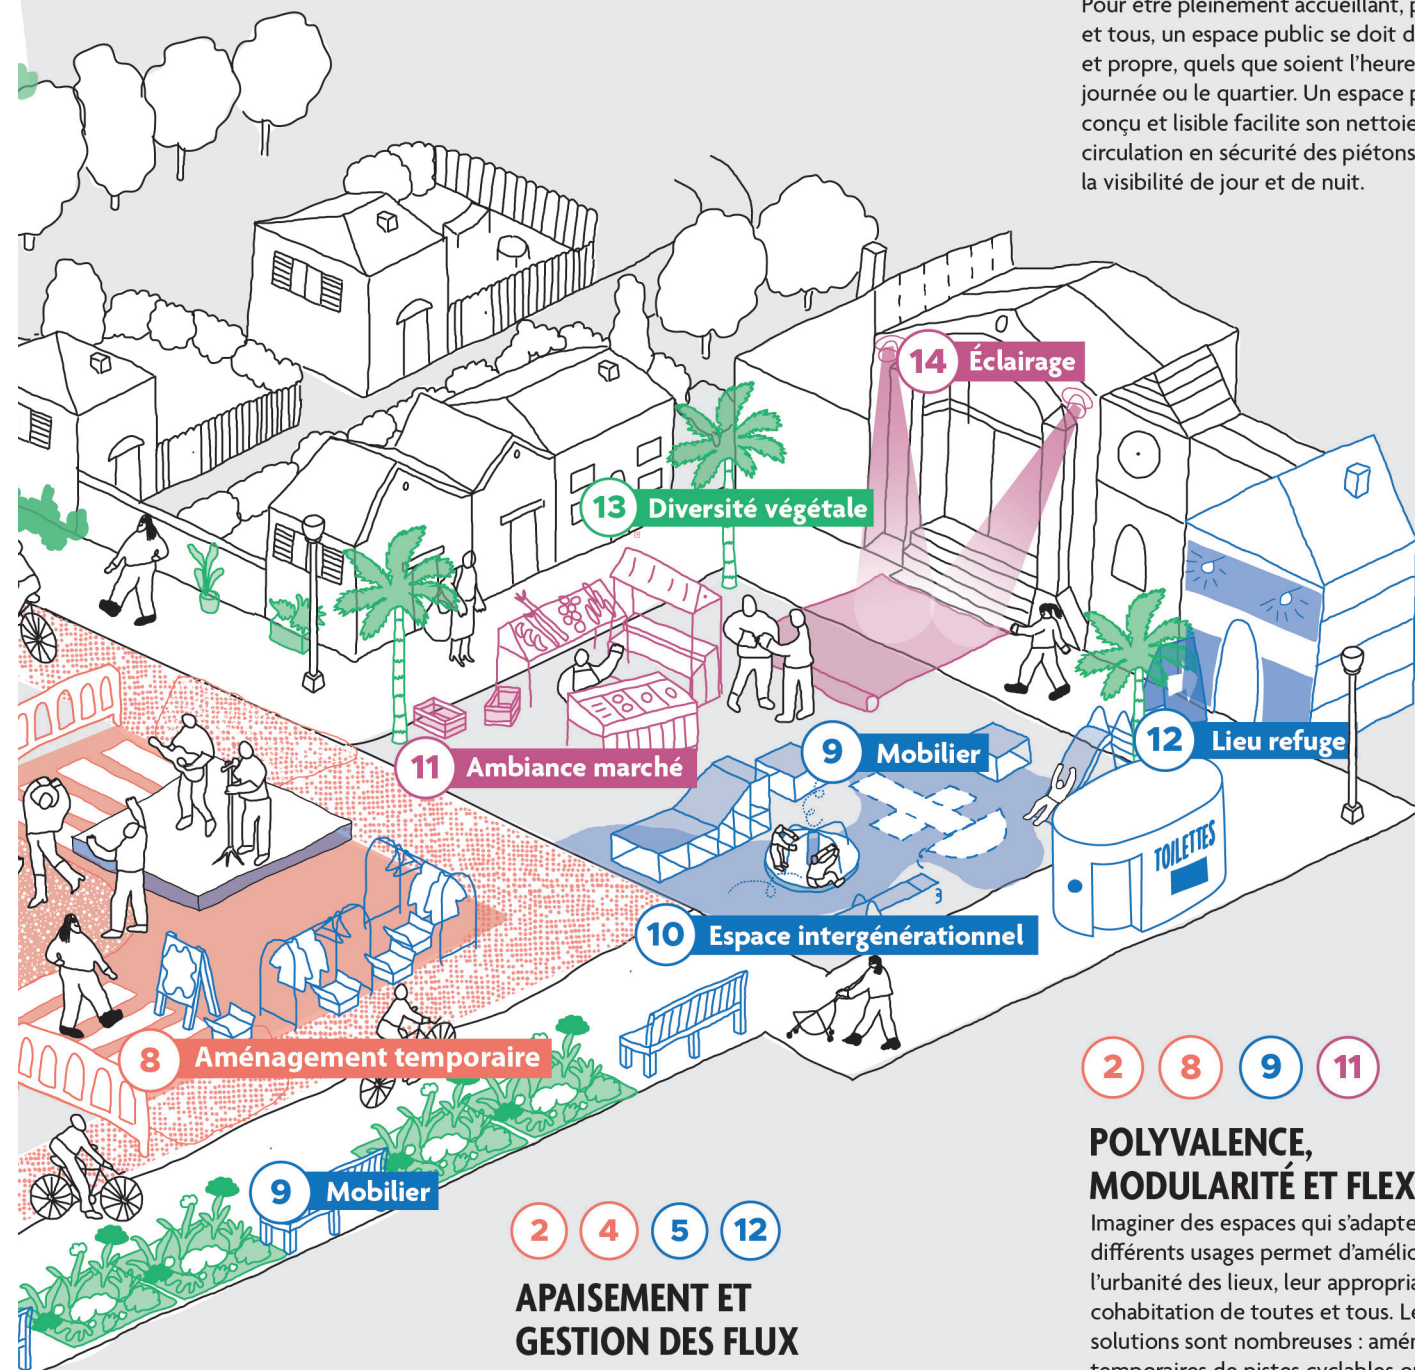 Pour être pleinement accueillant, p
et tous, un espace public se doit d
et propre, quels que soient l'heure
journée ou le quartier. Un espace p
conçu et lisible facilite son nettoie
circulation en sécurité des piétons
la visibilité de jour et de nuit.
14 Éclairage
13 Diversité végétale
12 Lieu refuge
9 Mobilier
11 Ambiance marché
TOILETTES
10 Espace intergénérationnel
8 Aménagement temporaire
9 Mobilier
2 4 5 12
APAISEMENT ET
GESTION DES FLUX
2 8 9 11
POLYVALENCE,
MODULARITÉ ET FLEX
Imaginer des espaces qui s'adapte
différents usages permet d'amélio
l'urbanité des lieux, leur appropria
cohabitation de toutes et tous. Le
solutions sont nombreuses : amén
temporaires de pistes cyclables o